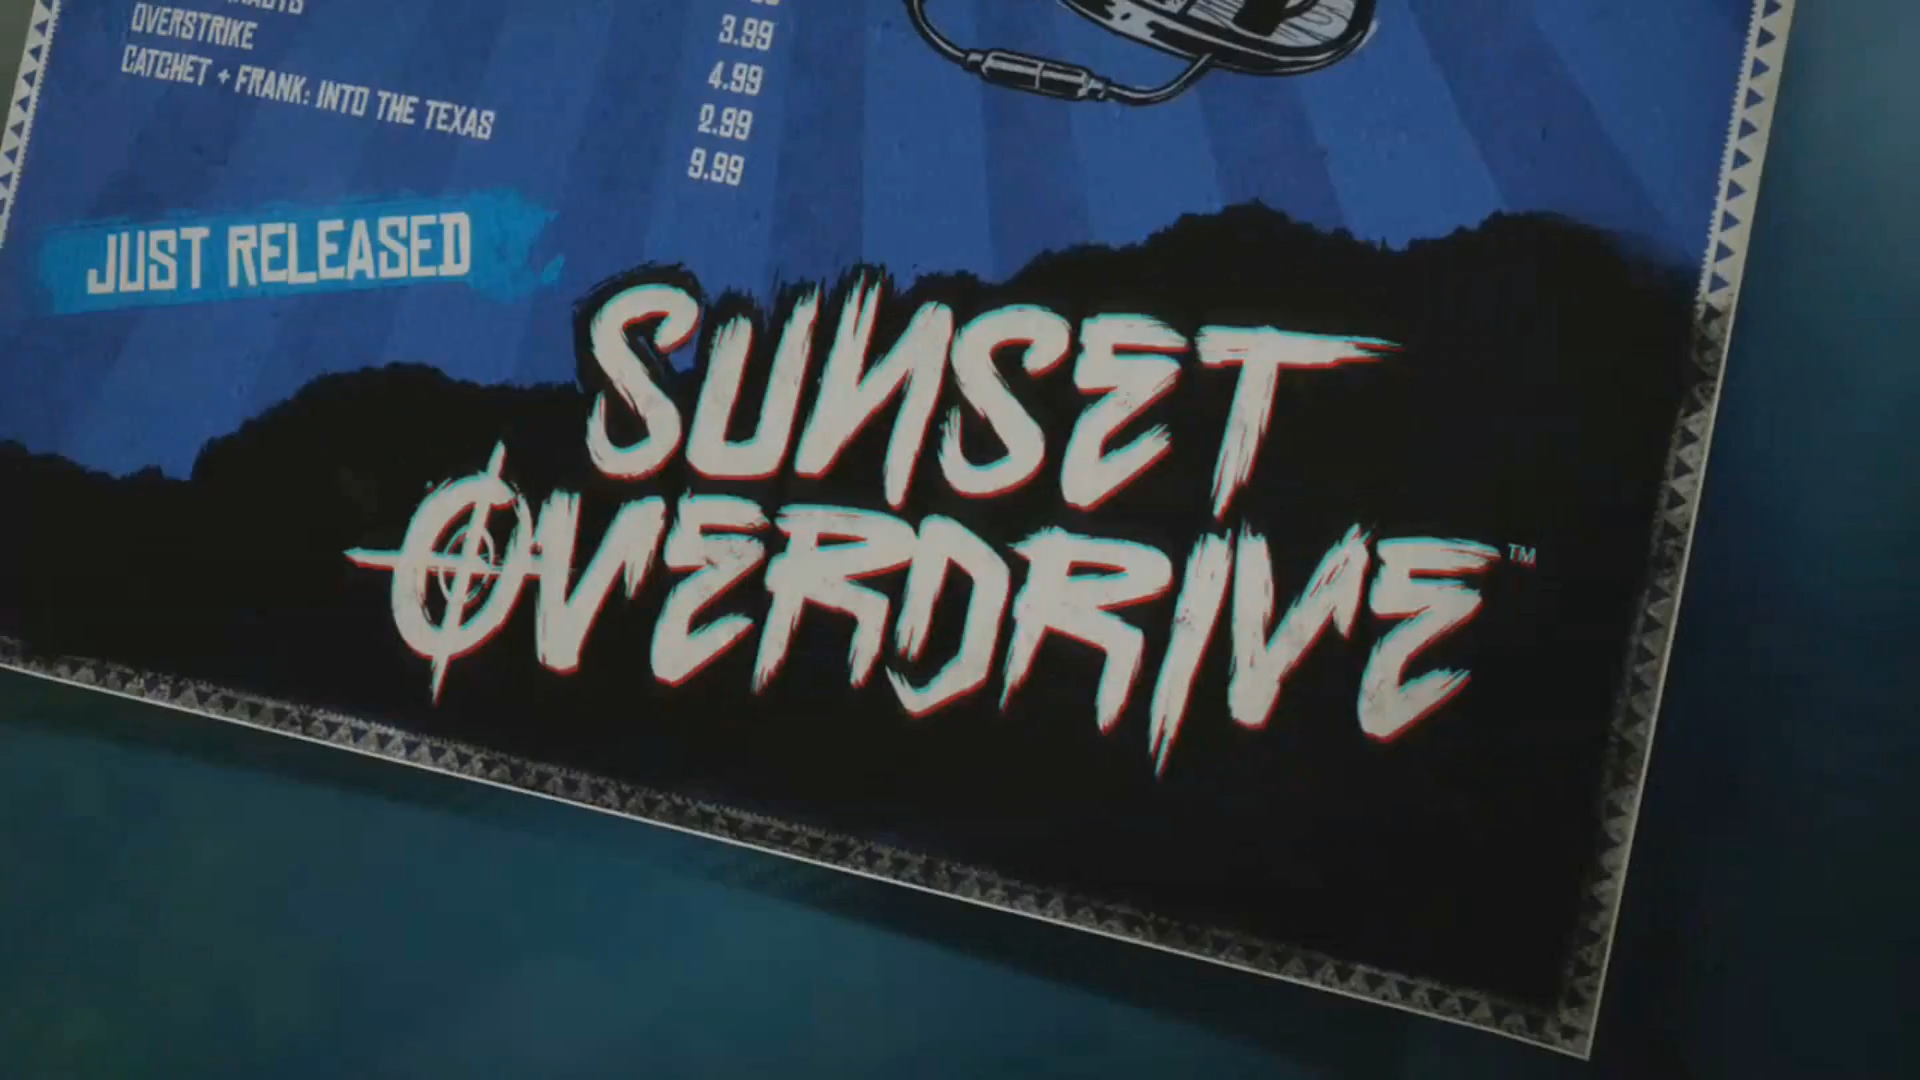 OVERSTRIKE
CATCHET + FRANK: INTO THE TEXAS
3.99
4.99
2.99
9.99
JUST RELEASED
SUNSET
OVERDRIVE™